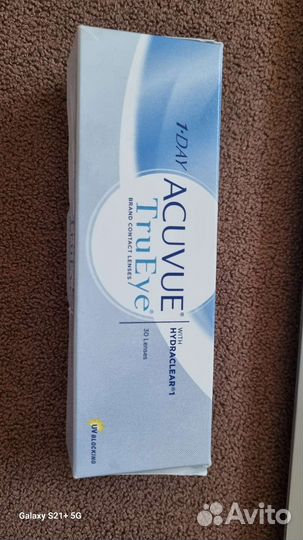 1·DAY
ACUVUE®
TruEye®
BRAND CONTACT LENSES
WITH
HYDRACLEAR®1
30 Lenses
UV BLOCKING
Galaxy S21+ 5G
Avito